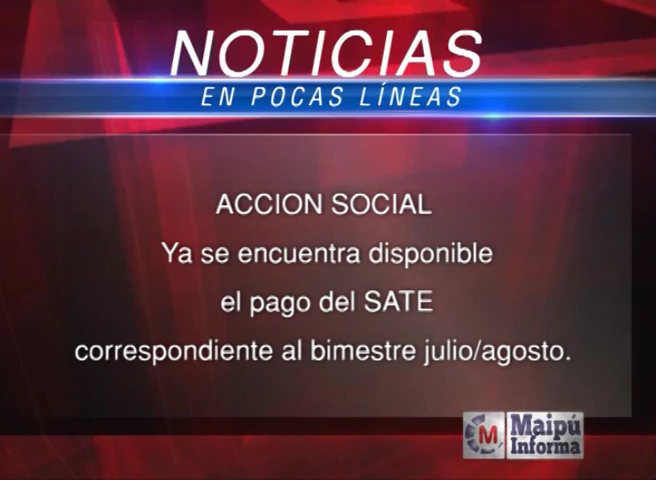 NOTICIAS
EN POCAS LÍNEAS
ACCION SOCIAL
Ya se encuentra disponible
el pago del SATE
correspondiente al bimestre julio/agosto.
M Maipú
Informa